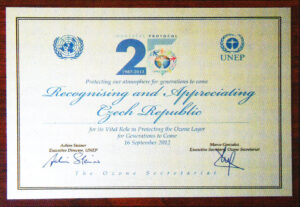 MONTREAL PROTOCOL
25
1987-2012
UNEP
Protecting our atmosphere for generations to come
Recognising and Appreciating
Czech Republic
for its Vital Role in Protecting the Ozone Layer
for Generations to Come
16 September 2012
Achim Steiner
Executive Director, UNEP
Marco González
Executive Secretary, Ozone Secretariat
The Ozone Secretariat